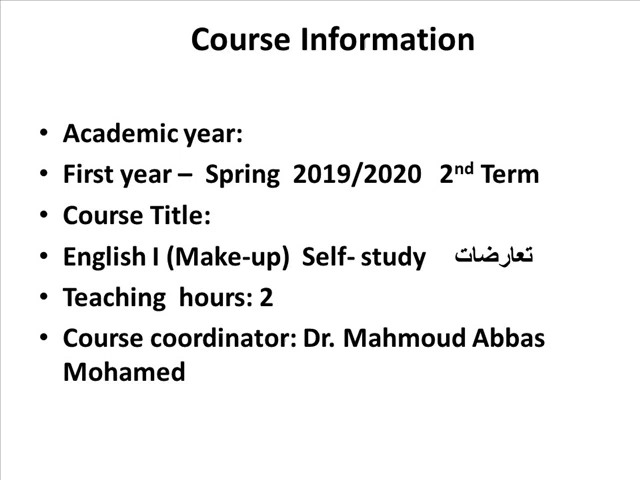 Course Information
• Academic year:
• First year – Spring 2019/2020 2nd Term
• Course Title:
• English I (Make-up) Self- study تعارضات
• Teaching hours: 2
• Course coordinator: Dr. Mahmoud Abbas
Mohamed